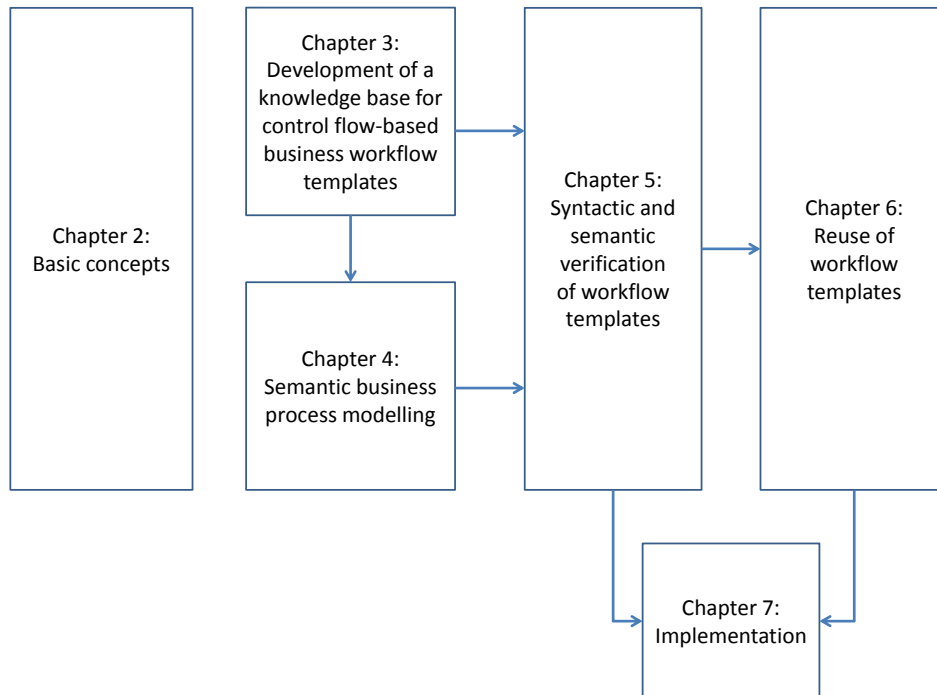 Chapter 2:
Basic concepts
Chapter 3:
Development of a
knowledge base for
control flow-based
business workflow
templates
Chapter 4:
Semantic business
process modelling
Chapter 5:
Syntactic and
semantic
verification
of workflow
templates
Chapter 6:
Reuse of
workflow
templates
Chapter 7:
Implementation